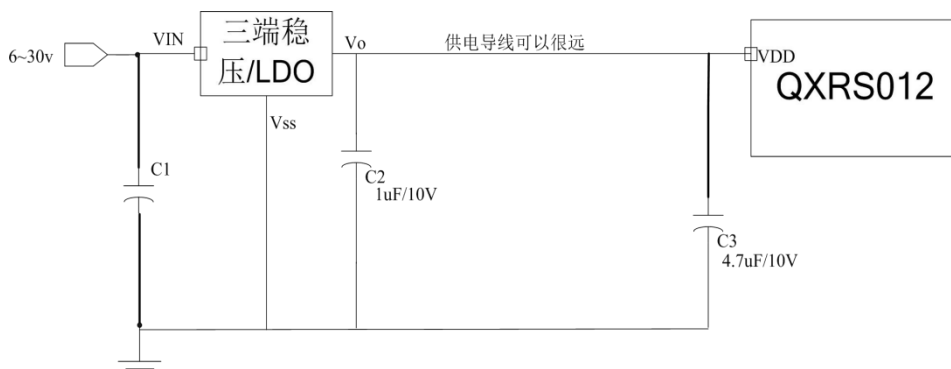 6~30v
VIN
三端稳
压/LDO
Vo
供电导线可以很远
VDD
QXRS012
Vss
C1
C2
1uF/10V
C3
4.7uF/10V